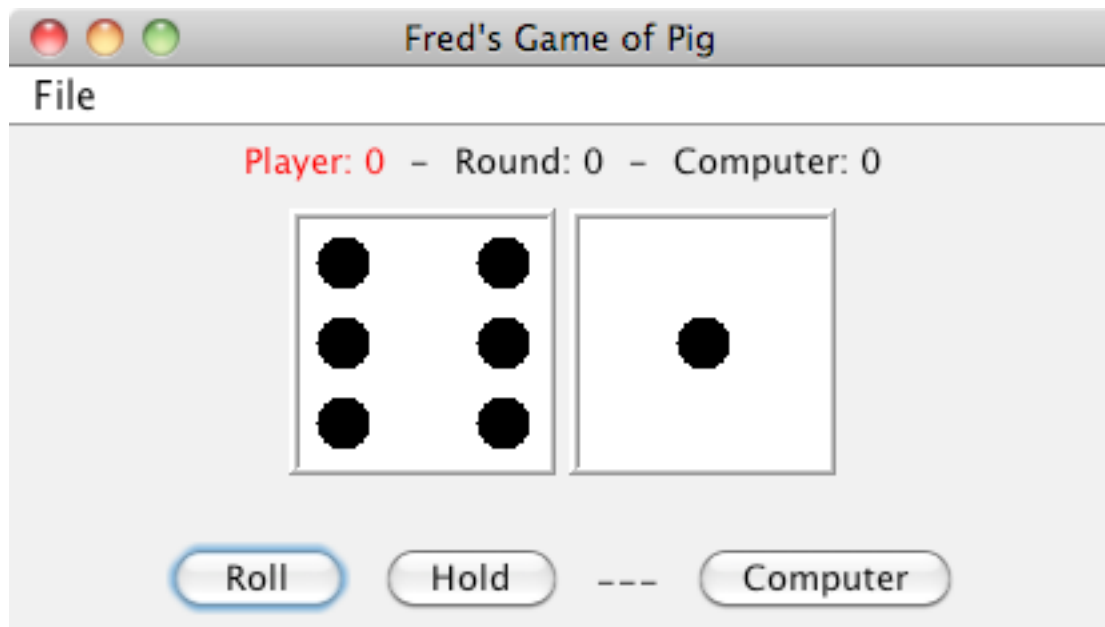 Fred's Game of Pig
File
Player: 0 - Round: 0 - Computer: 0
Roll Hold --- Computer